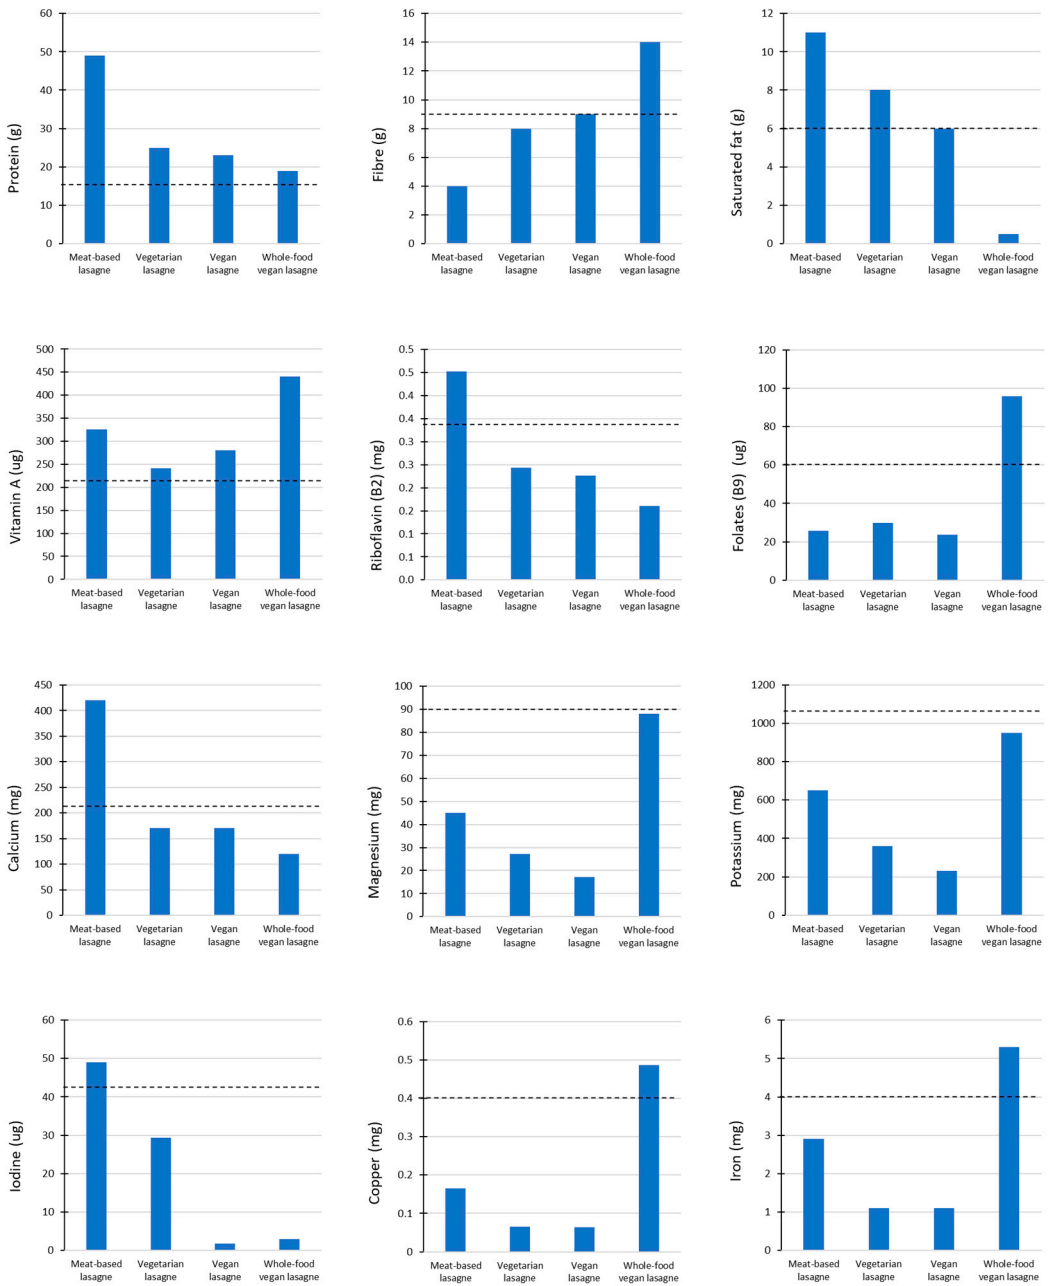 Protein (g)
60
50
40
30
20
10
0
Meat-based
lasagne
Vegetarian
lasagne
Vegan
lasagne
Whole-food
vegan lasagne
Fibre (g)
16
14
12
10
8
6
4
2
0
Meat-based
lasagne
Vegetarian
lasagne
Vegan
lasagne
Whole-food
vegan lasagne
Saturated fat (g)
12
10
8
6
4
2
0
Meat-based
lasagne
Vegetarian
lasagne
Vegan
lasagne
Whole-food
vegan lasagne
Vitamin A (ug)
500
450
400
350
300
250
200
150
100
50
0
Meat-based
lasagne
Vegetarian
lasagne
Vegan
lasagne
Whole-food
vegan lasagne
Riboflavin (B2) (mg)
0.5
0.5
0.4
0.4
0.3
0.3
0.2
0.2
0.1
0.1
0.0
Meat-based
lasagne
Vegetarian
lasagne
Vegan
lasagne
Whole-food
vegan lasagne
Folates (B9) (ug)
120
100
80
60
40
20
0
Meat-based
lasagne
Vegetarian
lasagne
Vegan
lasagne
Whole-food
vegan lasagne
Calcium (mg)
450
400
350
300
250
200
150
100
50
0
Meat-based
lasagne
Vegetarian
lasagne
Vegan
lasagne
Whole-food
vegan lasagne
Magnesium (mg)
100
90
80
70
60
50
40
30
20
10
0
Meat-based
lasagne
Vegetarian
lasagne
Vegan
lasagne
Whole-food
vegan lasagne
Potassium (mg)
1200
1000
800
600
400
200
0
Meat-based
lasagne
Vegetarian
lasagne
Vegan
lasagne
Whole-food
vegan lasagne
Iodine (ug)
60
50
40
30
20
10
0
Meat-based
lasagne
Vegetarian
lasagne
Vegan
lasagne
Whole-food
vegan lasagne
Copper (mg)
0.6
0.5
0.4
0.3
0.2
0.1
0
Meat-based
lasagne
Vegetarian
lasagne
Vegan
lasagne
Whole-food
vegan lasagne
Iron (mg)
6
5
4
3
2
1
0
Meat-based
lasagne
Vegetarian
lasagne
Vegan
lasagne
Whole-food
vegan lasagne